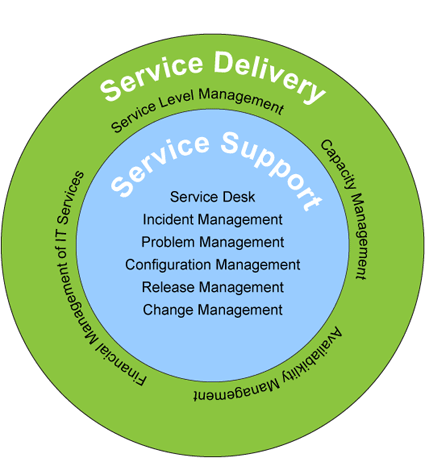 Service Delivery
Service Level Management
Capacity Management
Availabiklity Management
Financial Management of IT Services
Service Support
Service Desk
Incident Management
Problem Management
Configuration Management
Release Management
Change Management